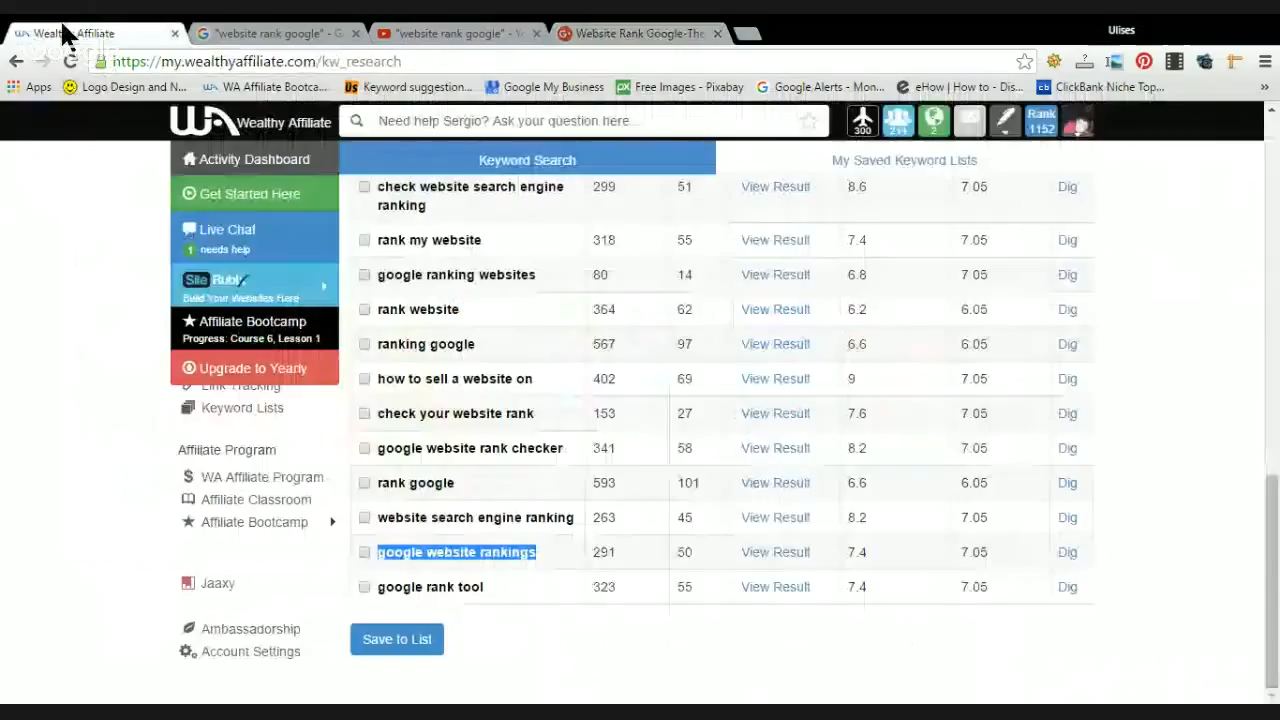 Ulises
Wealthy Affiliate
"website rank google" - G
"website rank google" - Y
Website Rank Google-The
https://my.wealthyaffiliate.com/kw_research
Apps
Logo Design and N...
WA Affiliate Bootca...
Keyword suggestion...
Google My Business
Free Images - Pixabay
Google Alerts - Mon...
eHow | How to - Dis...
ClickBank Niche Top...
»
WA Wealthy Affiliate
Need help Sergio? Ask your question here...
300
2
Rank
1152
Activity Dashboard
Get Started Here
Live Chat
1 needs help
Site Rubix
Build Your Websites Here
Affiliate Bootcamp
Progress: Course 6, Lesson 1
Upgrade to Yearly
Link Tracking
Keyword Lists
Affiliate Program
WA Affiliate Program
Affiliate Classroom
Affiliate Bootcamp
Jaaxy
Ambassadorship
Account Settings
Keyword Search
My Saved Keyword Lists
check website search engine 299 51 View Result 8.6 7.05 Dig
ranking
rank my website 318 55 View Result 7.4 7.05 Dig
google ranking websites 80 14 View Result 6.8 7.05 Dig
rank website 364 62 View Result 6.2 6.05 Dig
ranking google 567 97 View Result 6.6 6.05 Dig
how to sell a website on 402 69 View Result 9 7.05 Dig
check your website rank 153 27 View Result 7.6 7.05 Dig
google website rank checker 341 58 View Result 8.2 7.05 Dig
rank google 593 101 View Result 6.6 6.05 Dig
website search engine ranking 263 45 View Result 8.2 7.05 Dig
google website rankings 291 50 View Result 7.4 7.05 Dig
google rank tool 323 55 View Result 7.4 7.05 Dig
Save to List